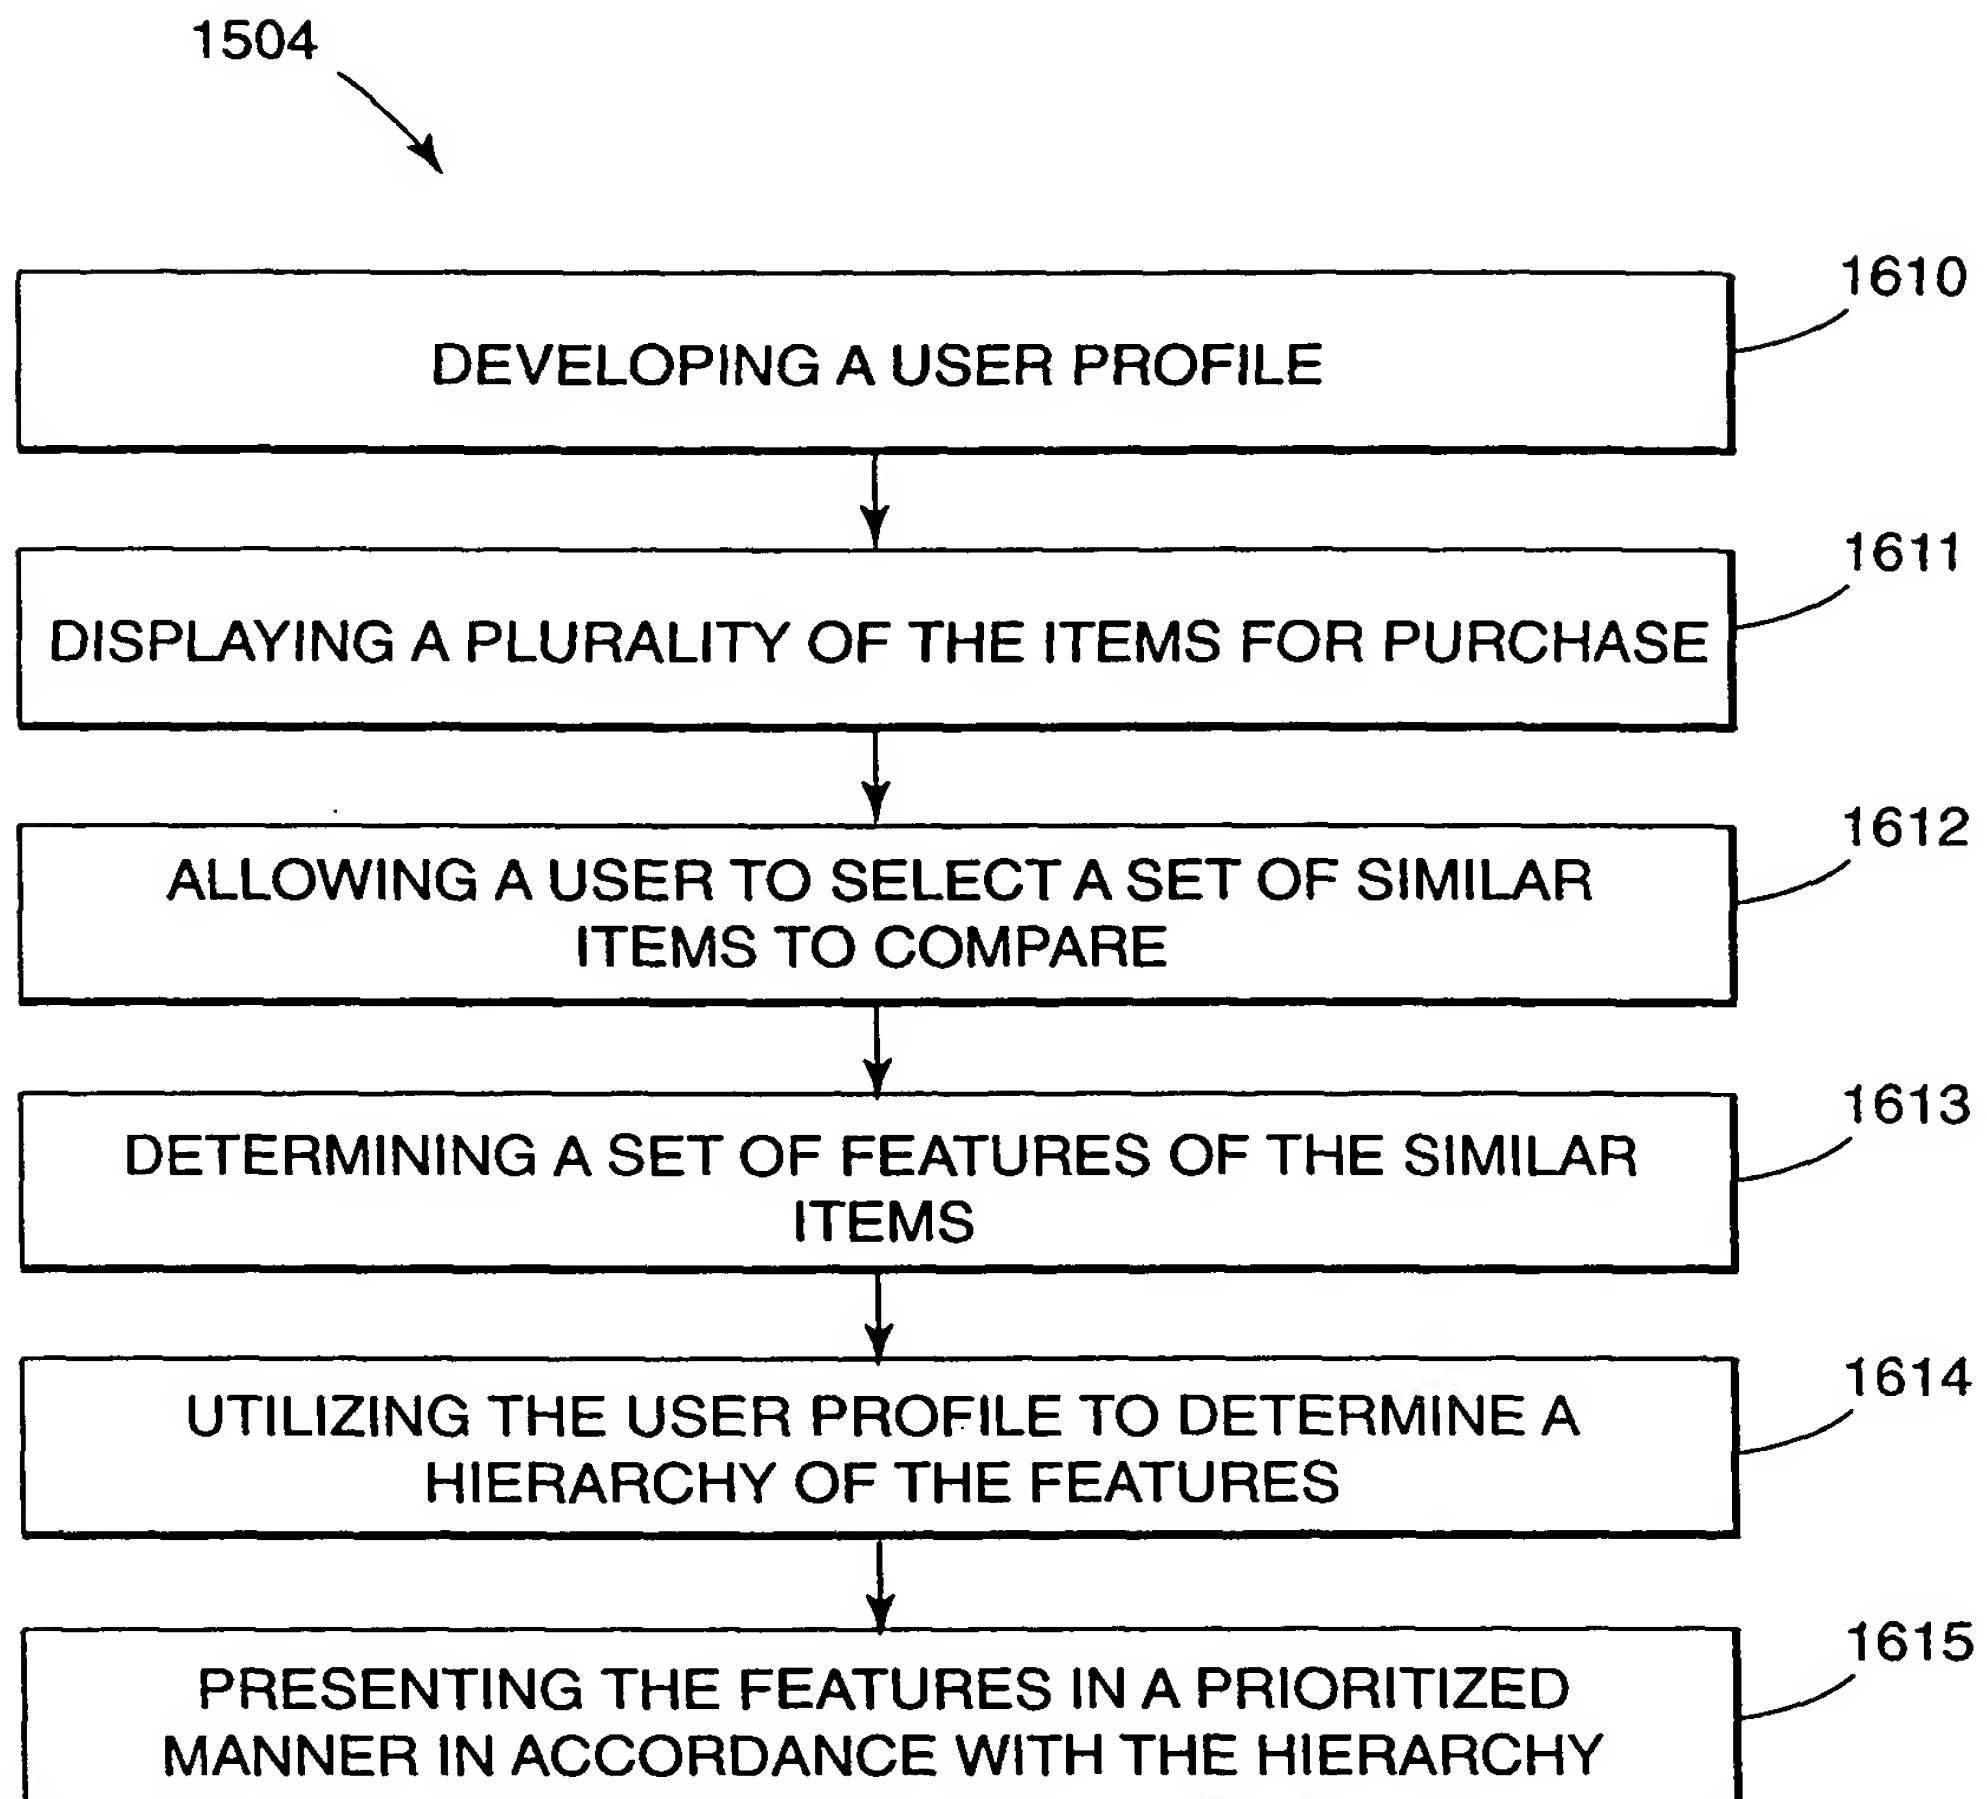 1504
1610
DEVELOPING A USER PROFILE
1611
DISPLAYING A PLURALITY OF THE ITEMS FOR PURCHASE
1612
ALLOWING A USER TO SELECT A SET OF SIMILAR
ITEMS TO COMPARE
1613
DETERMINING A SET OF FEATURES OF THE SIMILAR
ITEMS
1614
UTILIZING THE USER PROFILE TO DETERMINE A
HIERARCHY OF THE FEATURES
1615
PRESENTING THE FEATURES IN A PRIORITIZED
MANNER IN ACCORDANCE WITH THE HIERARCHY